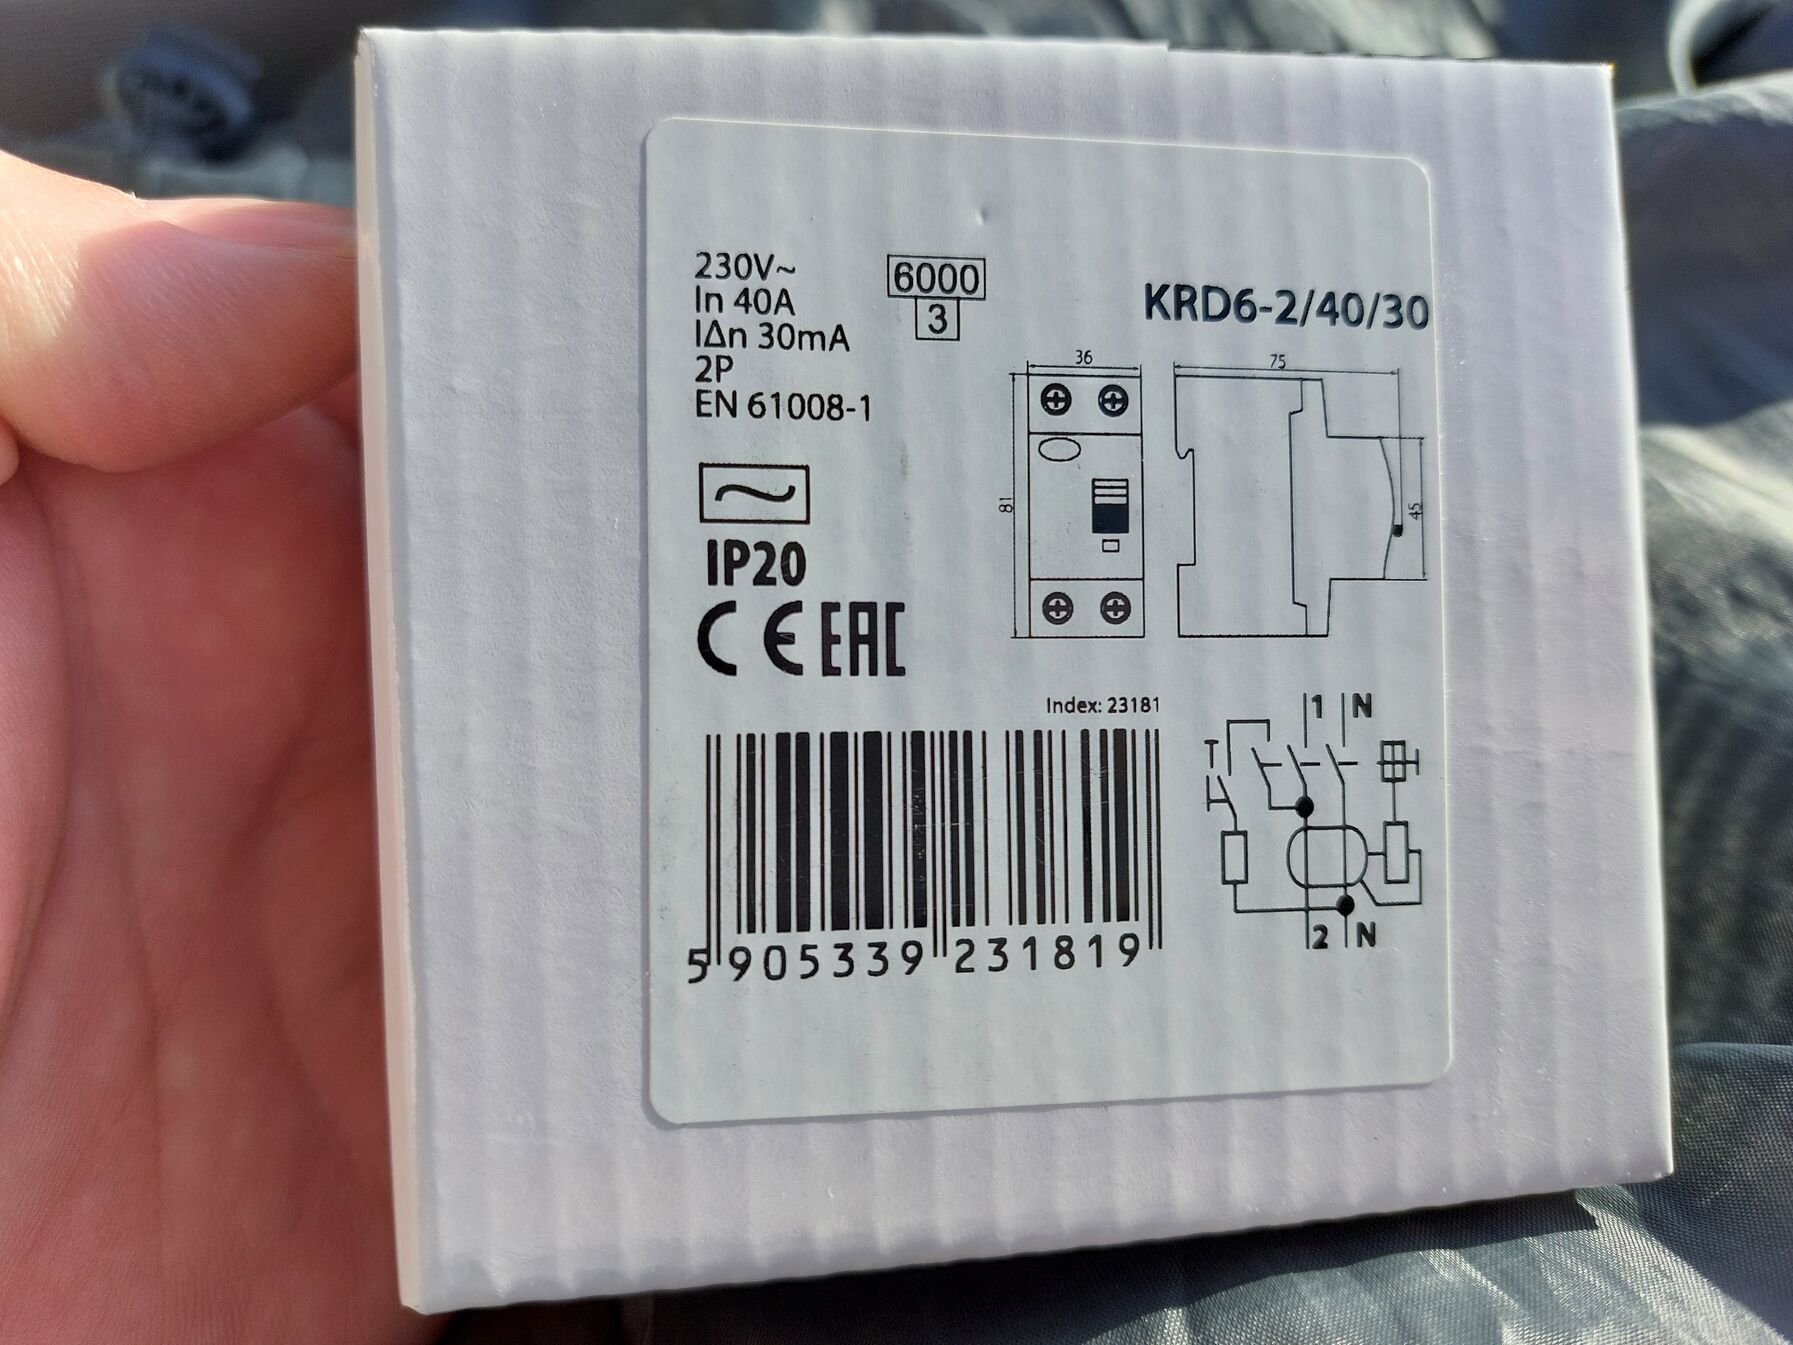 230V~
In 40A
IΔn 30mA
2P
EN 61008-1
6000
3
KRD6-2/40/30
36
75
81
45
IP20
CE EAC
Index: 23181
1 N
T
2 N
5 905339 231819